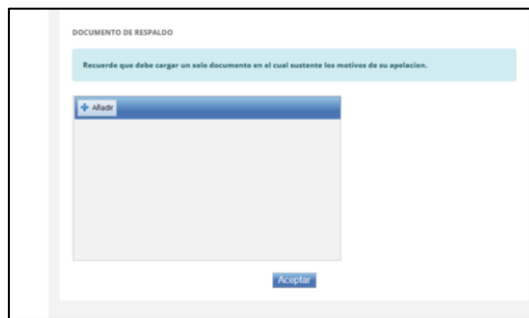 DOCUMENTO DE RESPALDO
Recuerde que debe cargar un solo documento en el cual sustente los motivos de su apelacion.
Añadir
Aceptar